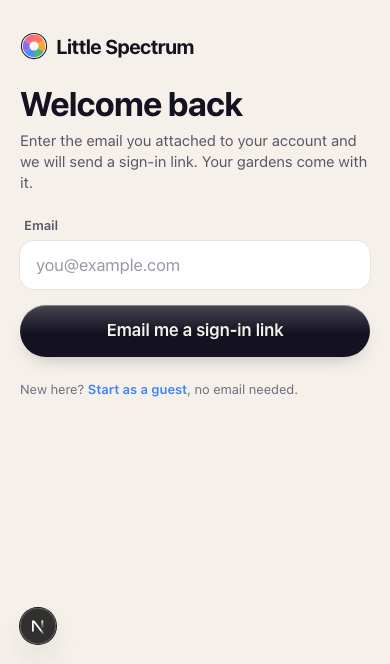 Little Spectrum
Welcome back
Enter the email you attached to your account and
we will send a sign-in link. Your gardens come with
it.
Email
you@example.com
Email me a sign-in link
New here? Start as a guest, no email needed.
N